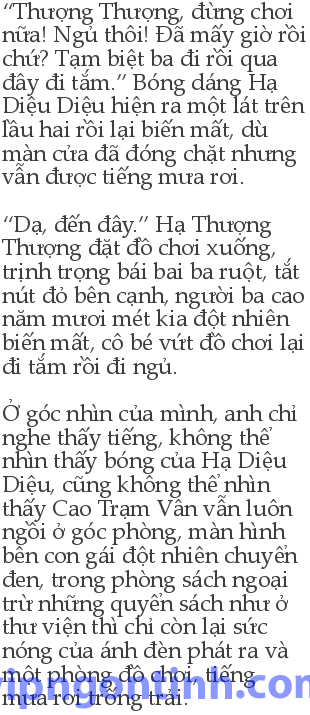 “Thượng Thượng, đừng chơi
nữa! Ngủ thôi! Đã mấy giờ rồi
chứ? Tạm biệt ba đi rồi qua
đây đi tắm.” Bóng dáng Hạ
Diệu Diệu hiện ra một lát trên
lầu hai rồi lại biến mất, dù
màn cửa đã đóng chặt nhưng
vẫn được tiếng mưa rơi.
“Dạ, đến đây.” Hạ Thượng
Thượng đặt đồ chơi xuống,
trịnh trọng bái bai ba ruột, tắt
nút đỏ bên cạnh, người ba cao
năm mươi mét kia đột nhiên
biến mất, cô bé vứt đồ chơi lại
đi tắm rồi đi ngủ.
Ở góc nhìn của mình, anh chỉ
nghe thấy tiếng, không thể
nhìn thấy bóng của Hạ Diệu
Diệu, cũng không thể nhìn
thấy Cao Trạm Vân vẫn luôn
ngồi ở góc phòng, màn hình
bên con gái đột nhiên chuyển
đen, trong phòng sách ngoại
trừ những quyển sách như ở
thư viện thì chỉ còn lại sức
nóng của ánh đèn phát ra và
một phòng đồ chơi, tiếng
mưa rơi trống trải.
vipngontinh.com